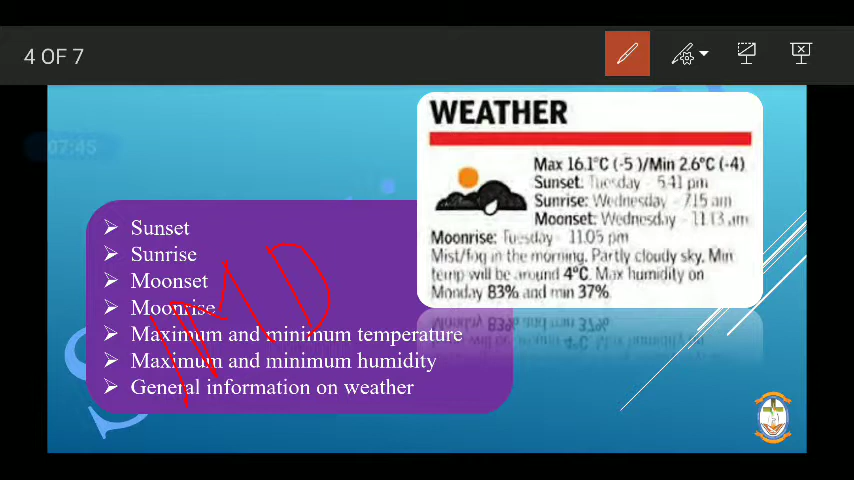 4 OF 7
07:45
WEATHER
Max 16.1°C (-5 )/Min 2.6°C (-4)
Sunset: Tuesday - 5.41 pm
Sunrise: Wednesday - 7.15 am
Moonset: Wednesday - 11.13 am
Moonrise: Tuesday - 11.05 pm
Mist/fog in the morning. Partly cloudy sky. Min
temp will be around 4°C. Max humidity on
Monday 83% and min 37%.
Sunset
Sunrise
Moonset
Moonrise
Maximum and minimum temperature
Maximum and minimum humidity
General information on weather